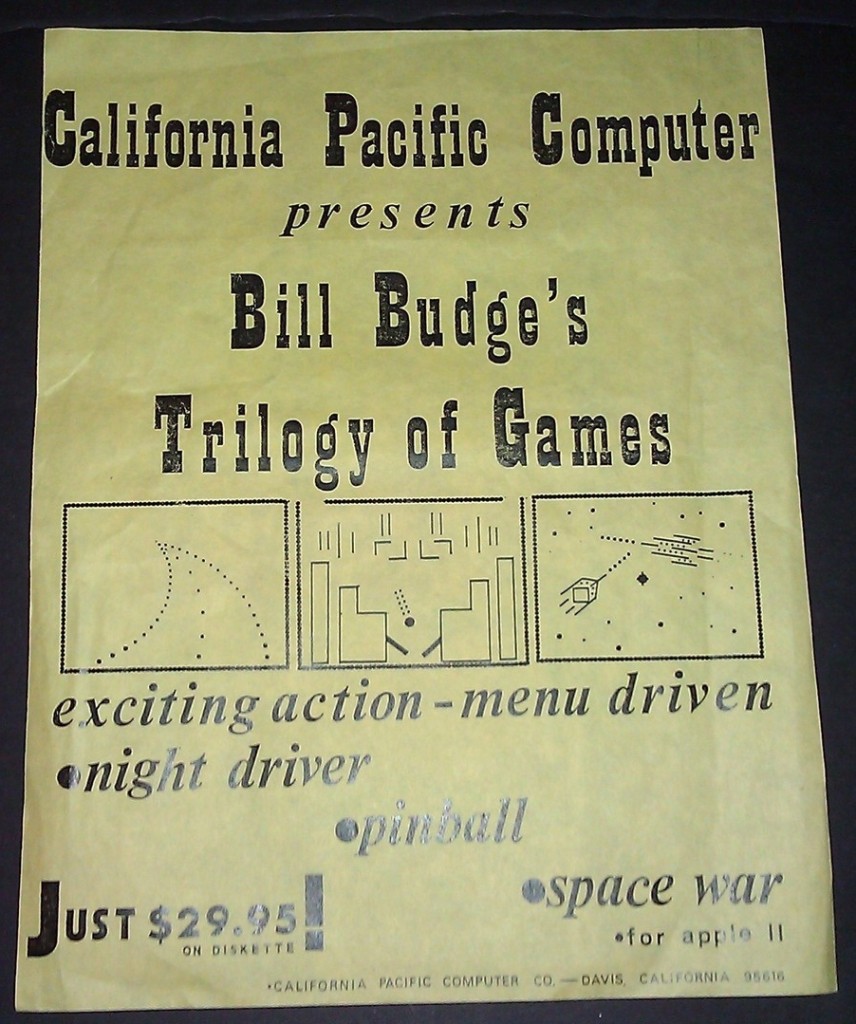 California Pacific Computer
presents
Bill Budge's
Trilogy of Games
exciting action - menu driven
•night driver
•pinball
•space war
JUST $29.95!
ON DISKETTE
•for apple II
•CALIFORNIA PACIFIC COMPUTER CO. — DAVIS, CALIFORNIA 95616